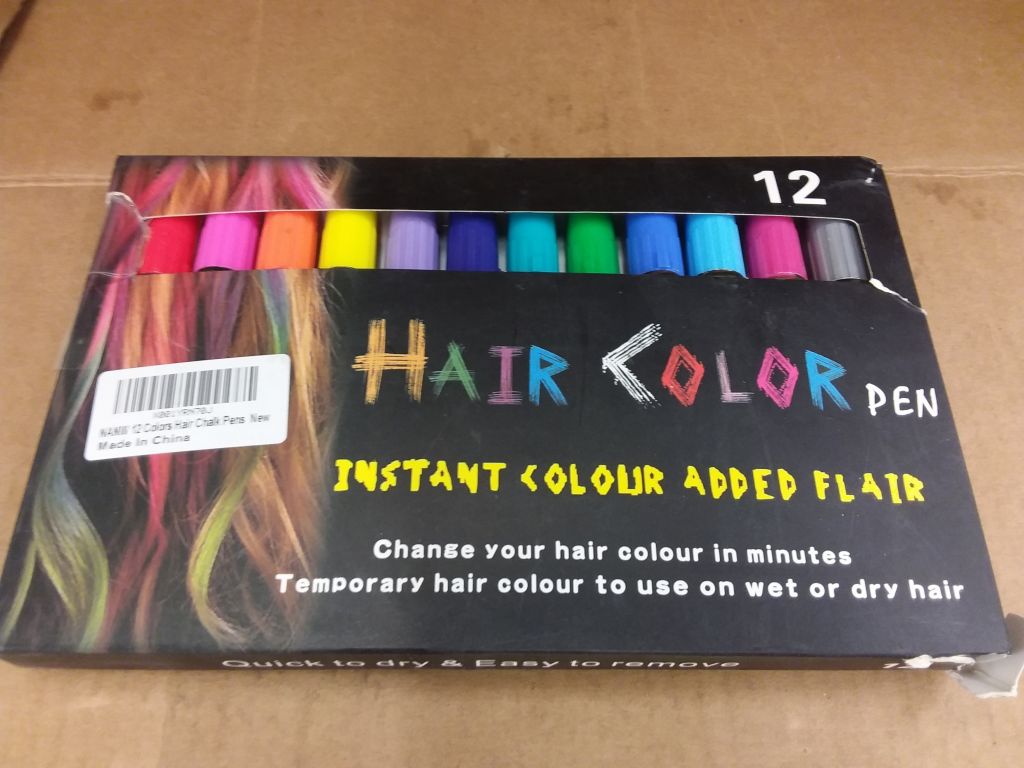 12
HAIR COLOR PEN
INSTANT COLOUR ADDED FLAIR
Change your hair colour in minutes
Temporary hair colour to use on wet or dry hair
Quick to dry & Easy to remove
X001YRM70J
12 Colors Hair Chalk Pens New
Made in China